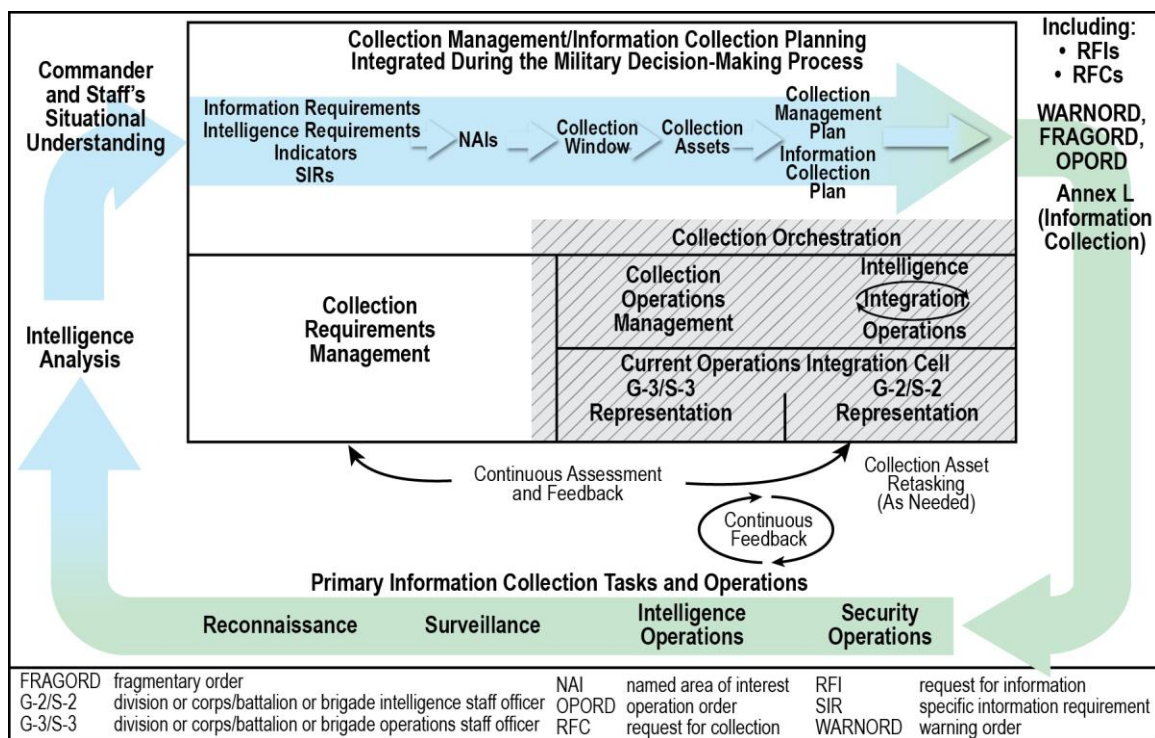 Collection Management/Information Collection Planning
Integrated During the Military Decision-Making Process
Including:
• RFIs
• RFCs
WARNORD,
FRAGORD,
OPORD
Annex L
(Information
Collection)
Commander
and Staff's
Situational
Understanding
Information Requirements
Intelligence Requirements
Indicators
SIRs
NAIs
Collection
Window
Collection
Assets
Collection
Management
Plan
Information
Collection
Plan
Collection Orchestration
Collection
Requirements
Management
Collection
Operations
Management
Intelligence
Integration
Operations
Current Operations Integration Cell
G-3/S-3
Representation
G-2/S-2
Representation
Intelligence
Analysis
Continuous Assessment
and Feedback
Collection Asset
Retasking
(As Needed)
Continuous
Feedback
Primary Information Collection Tasks and Operations
Reconnaissance
Surveillance
Intelligence
Operations
Security
Operations
FRAGORD fragmentary order
G-2/S-2 division or corps/battalion or brigade intelligence staff officer
G-3/S-3 division or corps/battalion or brigade operations staff officer
NAI named area of interest
OPORD operation order
RFC request for collection
RFI request for information
SIR specific information requirement
WARNORD warning order